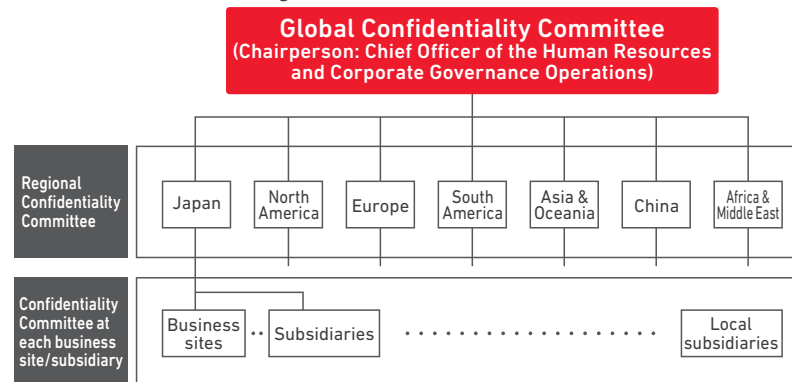 Global Confidentiality Committee
(Chairperson: Chief Officer of the Human Resources
and Corporate Governance Operations)
Regional
Confidentiality
Committee
Japan
North
America
Europe
South
America
Asia &
Oceania
China
Africa &
Middle East
Confidentiality
Committee at
each business
site/subsidiary
Business
sites
Subsidiaries
Local
subsidiaries